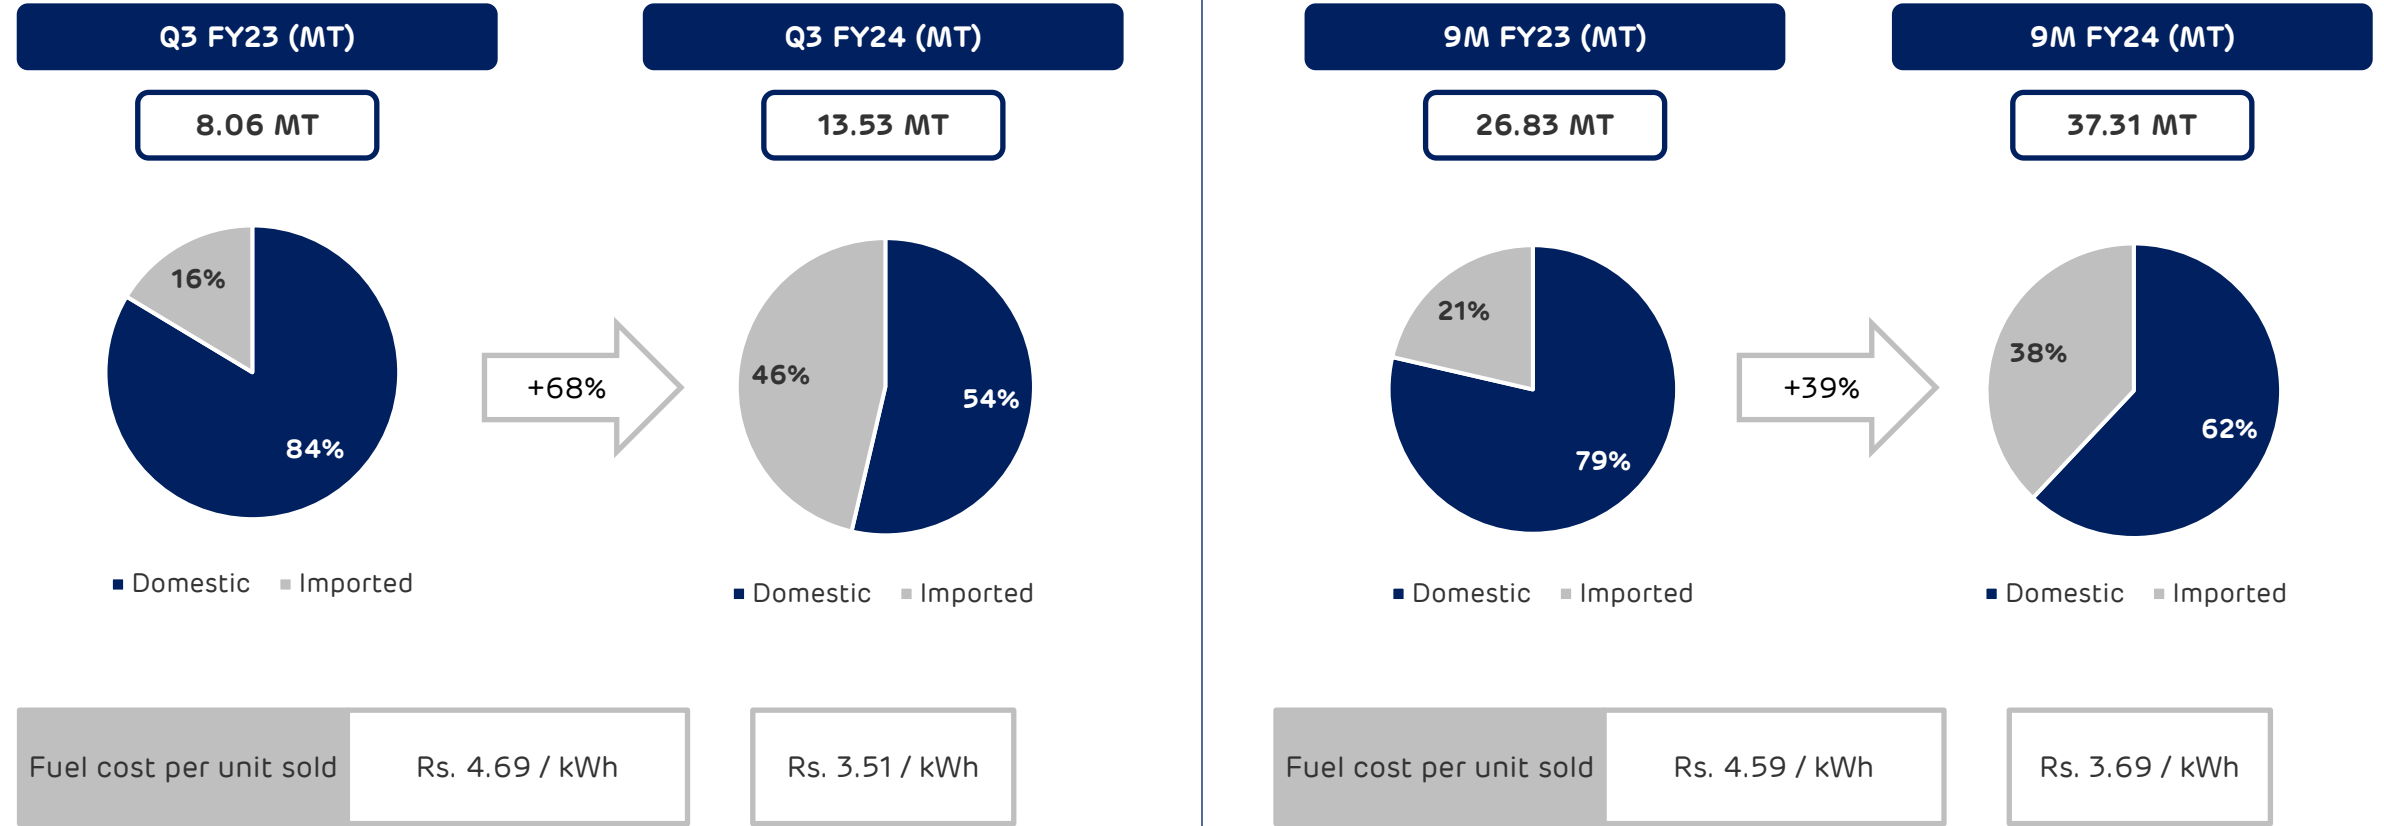 Q3 FY23 (MT)
Q3 FY24 (MT)
8.06 MT
13.53 MT
16%
84%
+68%
46%
54%
Domestic
Imported
Domestic
Imported
Fuel cost per unit sold
Rs. 4.69 / kWh
Rs. 3.51 / kWh
9M FY23 (MT)
9M FY24 (MT)
26.83 MT
37.31 MT
21%
79%
+39%
38%
62%
Domestic
Imported
Domestic
Imported
Fuel cost per unit sold
Rs. 4.59 / kWh
Rs. 3.69 / kWh